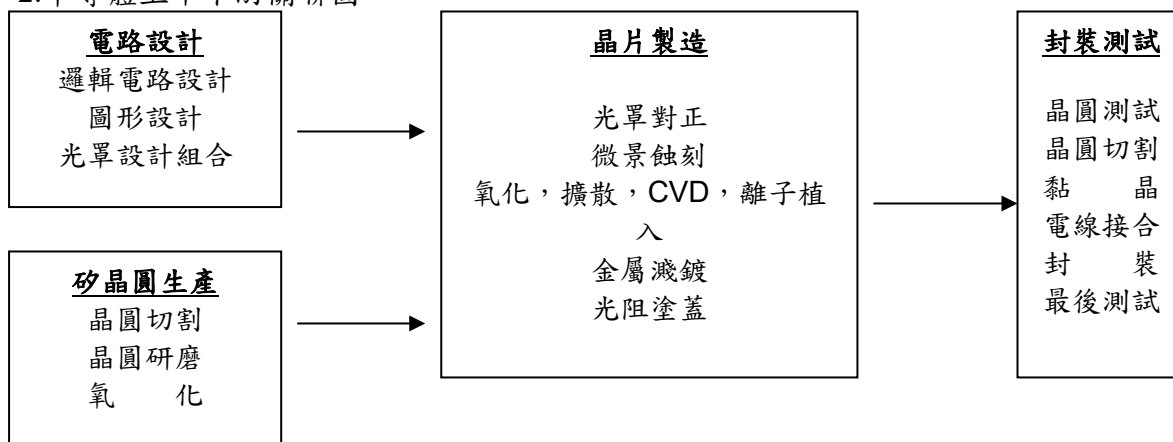 電路設計
邏輯電路設計
圖形設計
光罩設計組合
矽晶圓生產
晶圓切割
晶圓研磨
氧 化
晶片製造
光罩對正
微景蝕刻
氧化，擴散，CVD，離子植
入
金屬濺鍍
光阻塗蓋
封裝測試
晶圓測試
晶圓切割
黏 晶
電線接合
封 裝
最後測試